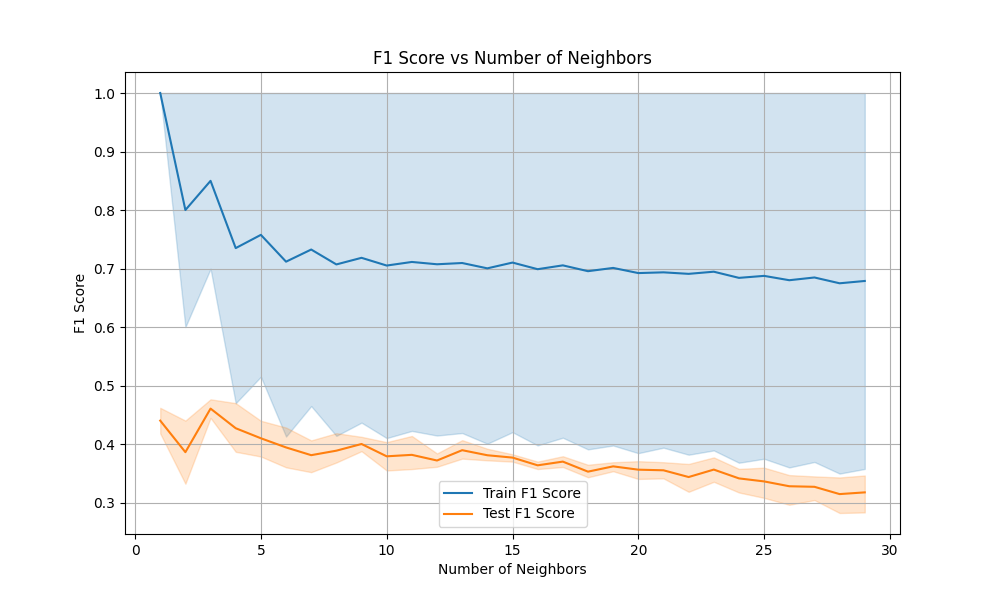 F1 Score vs Number of Neighbors
F1 Score
1.0
0.9
0.8
0.7
0.6
0.5
0.4
0.3
Train F1 Score
Test F1 Score
0 5 10 15 20 25 30
Number of Neighbors